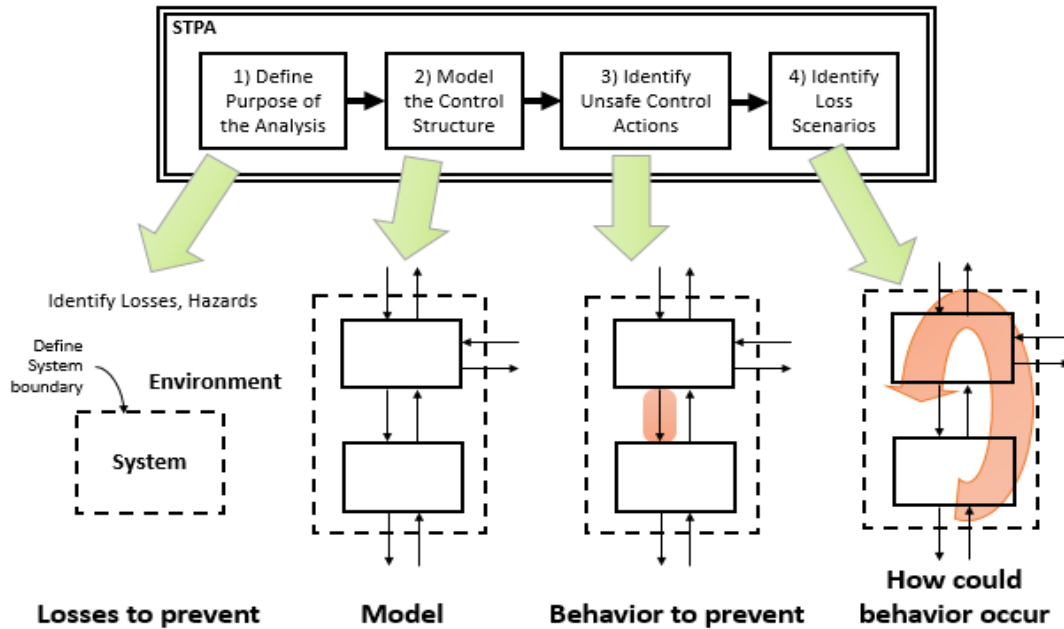 STPA
1) Define
Purpose of
the Analysis
2) Model
the Control
Structure
3) Identify
Unsafe Control
Actions
4) Identify
Loss
Scenarios
Identify Losses, Hazards
Define
System
boundary
Environment
System
Losses to prevent
Model
Behavior to prevent
How could
behavior occur